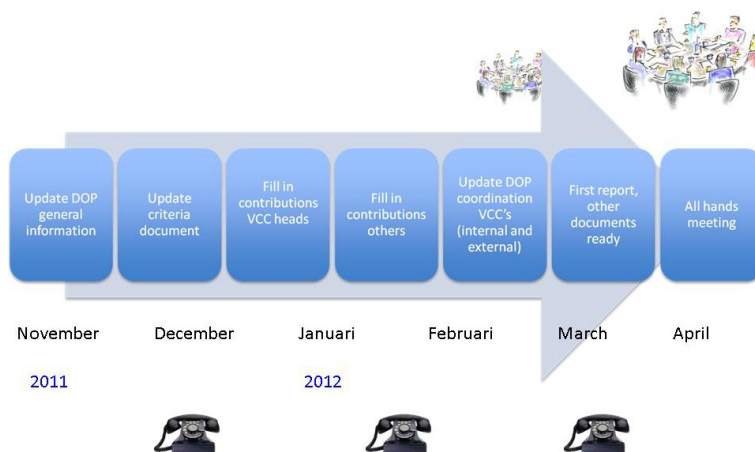 Update DOP
general
information
Update
criteria
document
Fill in
contributions
VCC heads
Fill in
contributions
others
Update DOP
coordination
VCC's
(internal and
external)
First report,
other
documents
ready
All hands
meeting
November
December
Januari
Februari
March
April
2011
2012